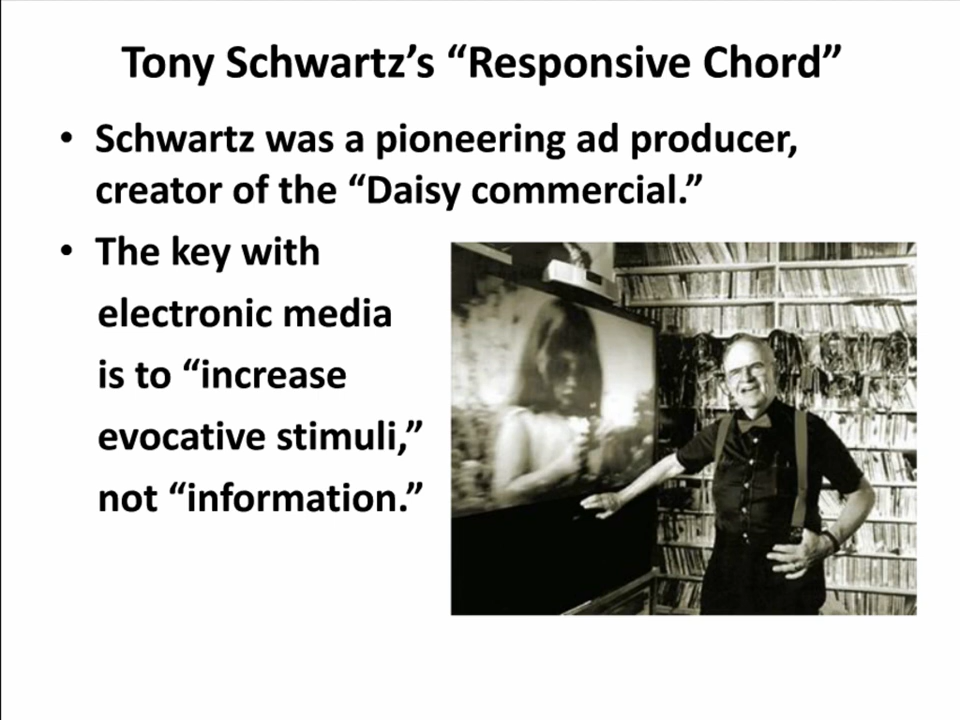 Tony Schwartz’s “Responsive Chord”
• Schwartz was a pioneering ad producer,
creator of the “Daisy commercial.”
• The key with
electronic media
is to “increase
evocative stimuli,”
not “information.”